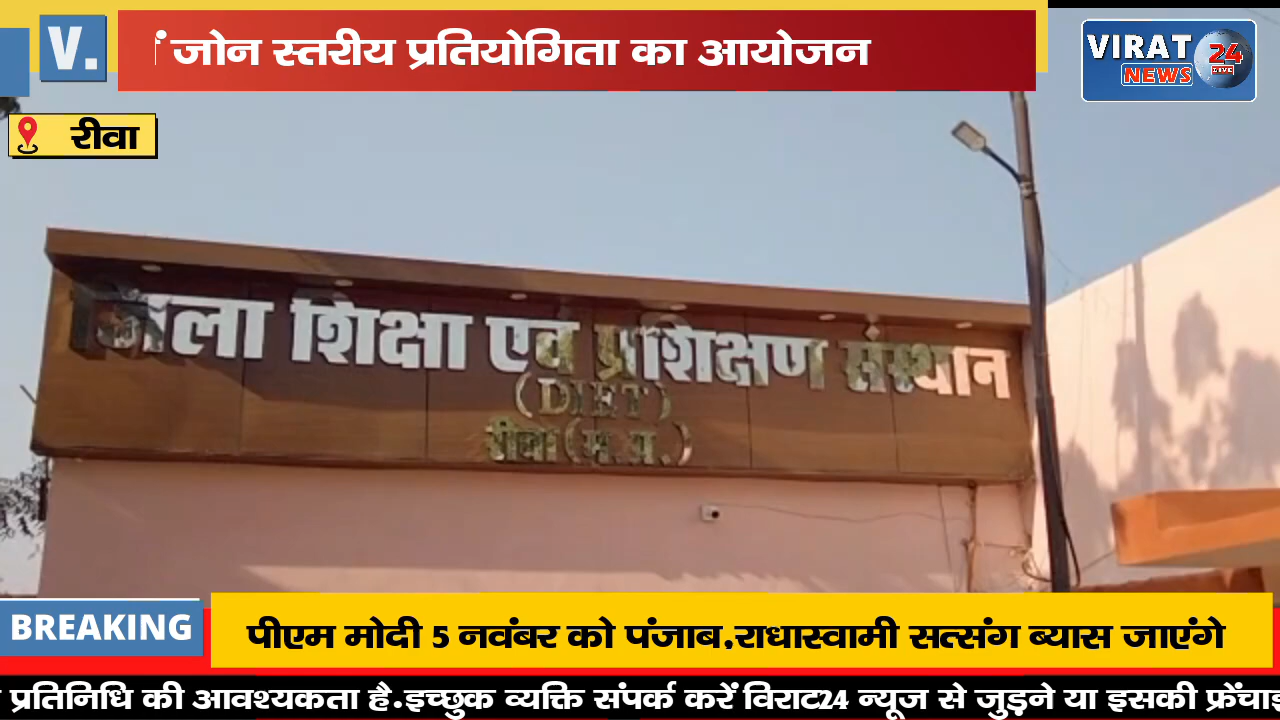 V.
जोन स्तरीय प्रतियोगिता का आयोजन
VIRAT 24
NEWS LIVE
रीवा
जिला शिक्षा एवं प्रशिक्षण संस्थान
(DIET)
रीवा (म.प्र.)
BREAKING
पीएम मोदी 5 नवंबर को पंजाब,राधास्वामी सत्संग ब्यास जाएंगे
प्रतिनिधि की आवश्यकता है.इच्छुक व्यक्ति संपर्क करें विराट24 न्यूज से जुड़ने या इसकी